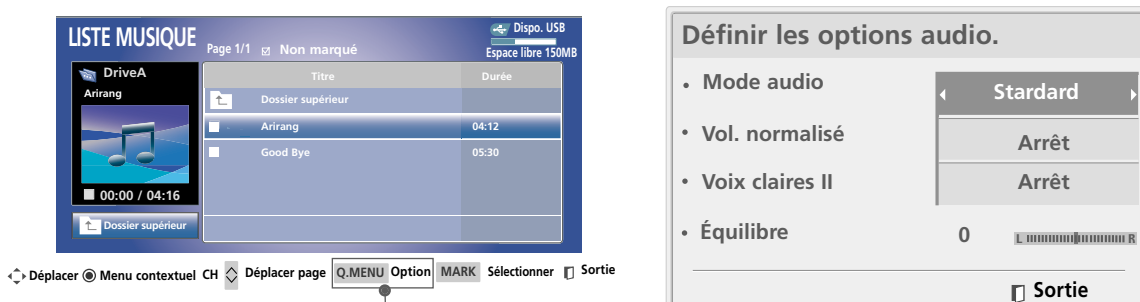 LISTE MUSIQUE
Page 1/1 Non marqué
Dispo. USB
Espace libre 150MB
DriveA
Arirang
00:00 / 04:16
Dossier supérieur
Titre Durée
Dossier supérieur
Arirang 04:12
Good Bye 05:30
Déplacer Menu contextuel CH Déplacer page Q.MENU Option MARK Sélectionner Sortie
Définir les options audio.
• Mode audio Stardard
• Vol. normalisé Arrêt
• Voix claires II Arrêt
• Équilibre 0 L R
Sortie